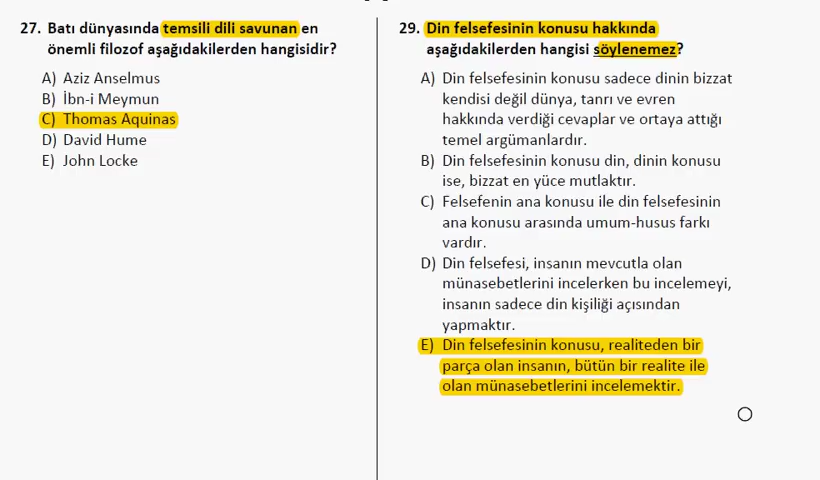 27. Batı dünyasında temsili dili savunan en
önemli filozof aşağıdakilerden hangisidir?
A) Aziz Anselmus
B) İbn-i Meymun
C) Thomas Aquinas
D) David Hume
E) John Locke
29. Din felsefesinin konusu hakkında
aşağıdakilerden hangisi söylenemez?
A) Din felsefesinin konusu sadece dinin bizzat
kendisi değil dünya, tanrı ve evren
hakkında verdiği cevaplar ve ortaya attığı
temel argümanlardır.
B) Din felsefesinin konusu din, dinin konusu
ise, bizzat en yüce mutlaktır.
C) Felsefenin ana konusu ile din felsefesinin
ana konusu arasında umum-husus farkı
vardır.
D) Din felsefesi, insanın mevcutla olan
münasebetlerini incelerken bu incelemeyi,
insanın sadece din kişiliği açısından
yapmaktır.
E) Din felsefesinin konusu, realiteden bir
parça olan insanın, bütün bir realite ile
olan münasebetlerini incelemektir.